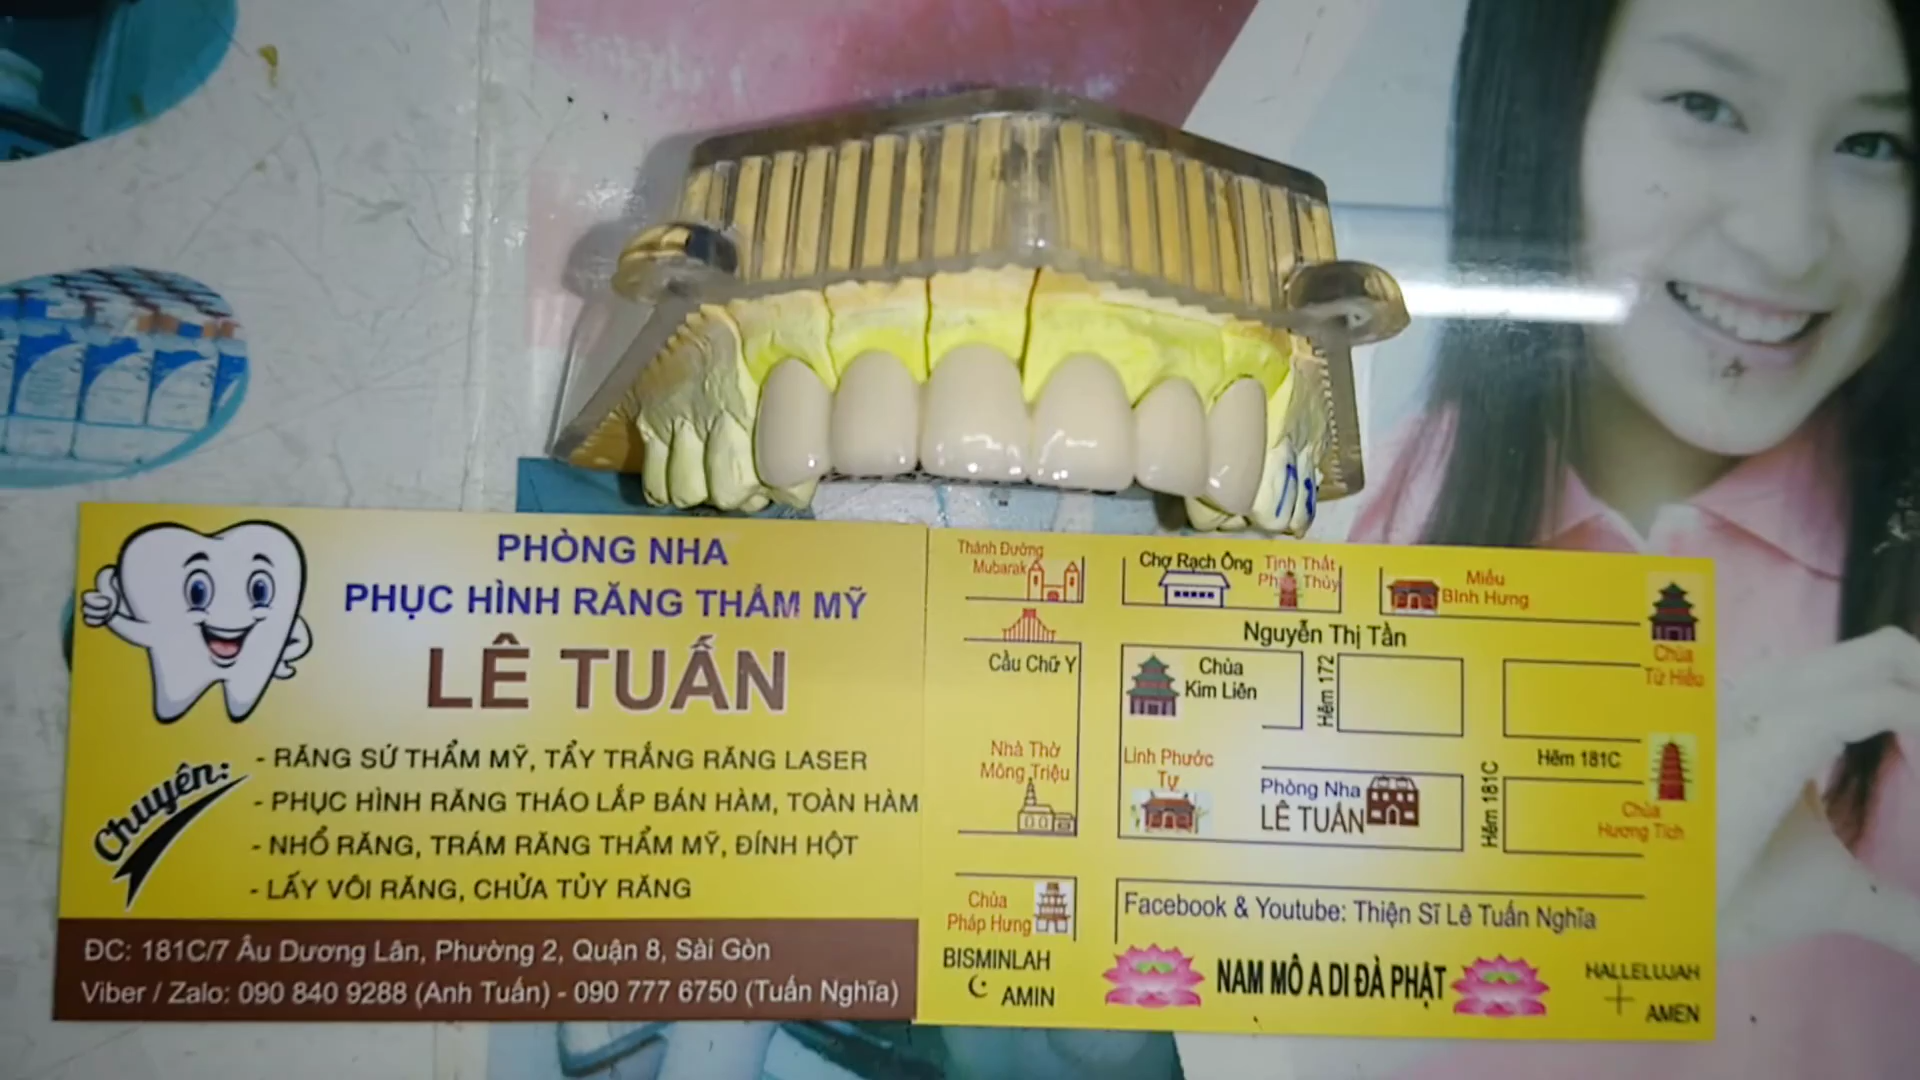 PHÒNG NHA
PHỤC HÌNH RĂNG THẨM MỸ
LÊ TUẤN
Chuyên:
- RĂNG SỨ THẨM MỸ, TẨY TRẮNG RĂNG LASER
- PHỤC HÌNH RĂNG THÁO LẮP BÁN HÀM, TOÀN HÀM
- NHỔ RĂNG, TRÁM RĂNG THẨM MỸ, ĐÍNH HỘT
- LẤY VÔI RĂNG, CHỮA TỦY RĂNG
ĐC: 181C/7 Âu Dương Lân, Phường 2, Quận 8, Sài Gòn
Viber / Zalo: 090 840 9288 (Anh Tuấn) - 090 777 6750 (Tuấn Nghĩa)
Thánh Đường
Mubarak
Chợ Rạch Ông
Tịnh Thất
Thủy
Miếu
Bình Hưng
Nguyễn Thị Tần
Cầu Chữ Y
Chùa
Kim Liên
Hẻm 172
Chùa
Từ Hiếu
Nhà Thờ
Mông Triệu
Linh Phước
Tự
Phòng Nha
LÊ TUẤN
Hẻm 181C
Hẻm 181C
Chùa
Hương Tích
Chùa
Pháp Hưng
Facebook & Youtube: Thiện Sĩ Lê Tuấn Nghĩa
BISMINLAH
AMIN
NAM MÔ A DI ĐÀ PHẬT
HALLELUJAH
AMEN